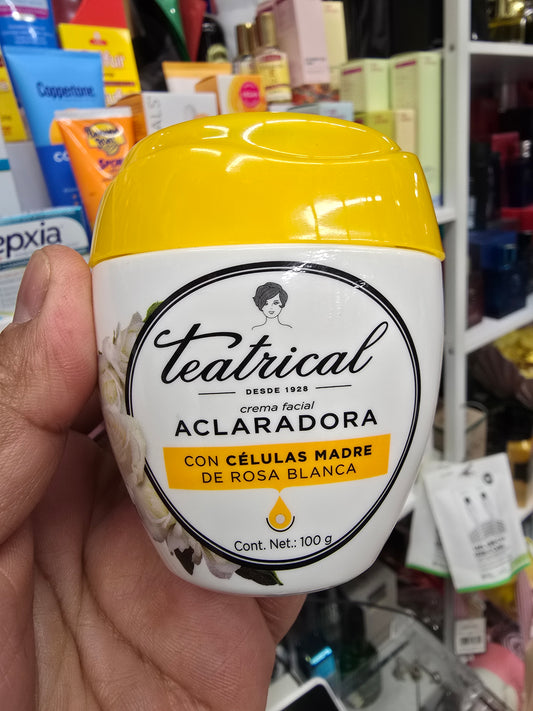 Coppertone
epxia
Teatrical
DESDE 1928
crema facial
ACLARADORA
CON CÉLULAS MADRE
DE ROSA BLANCA
Cont. Net.: 100 g